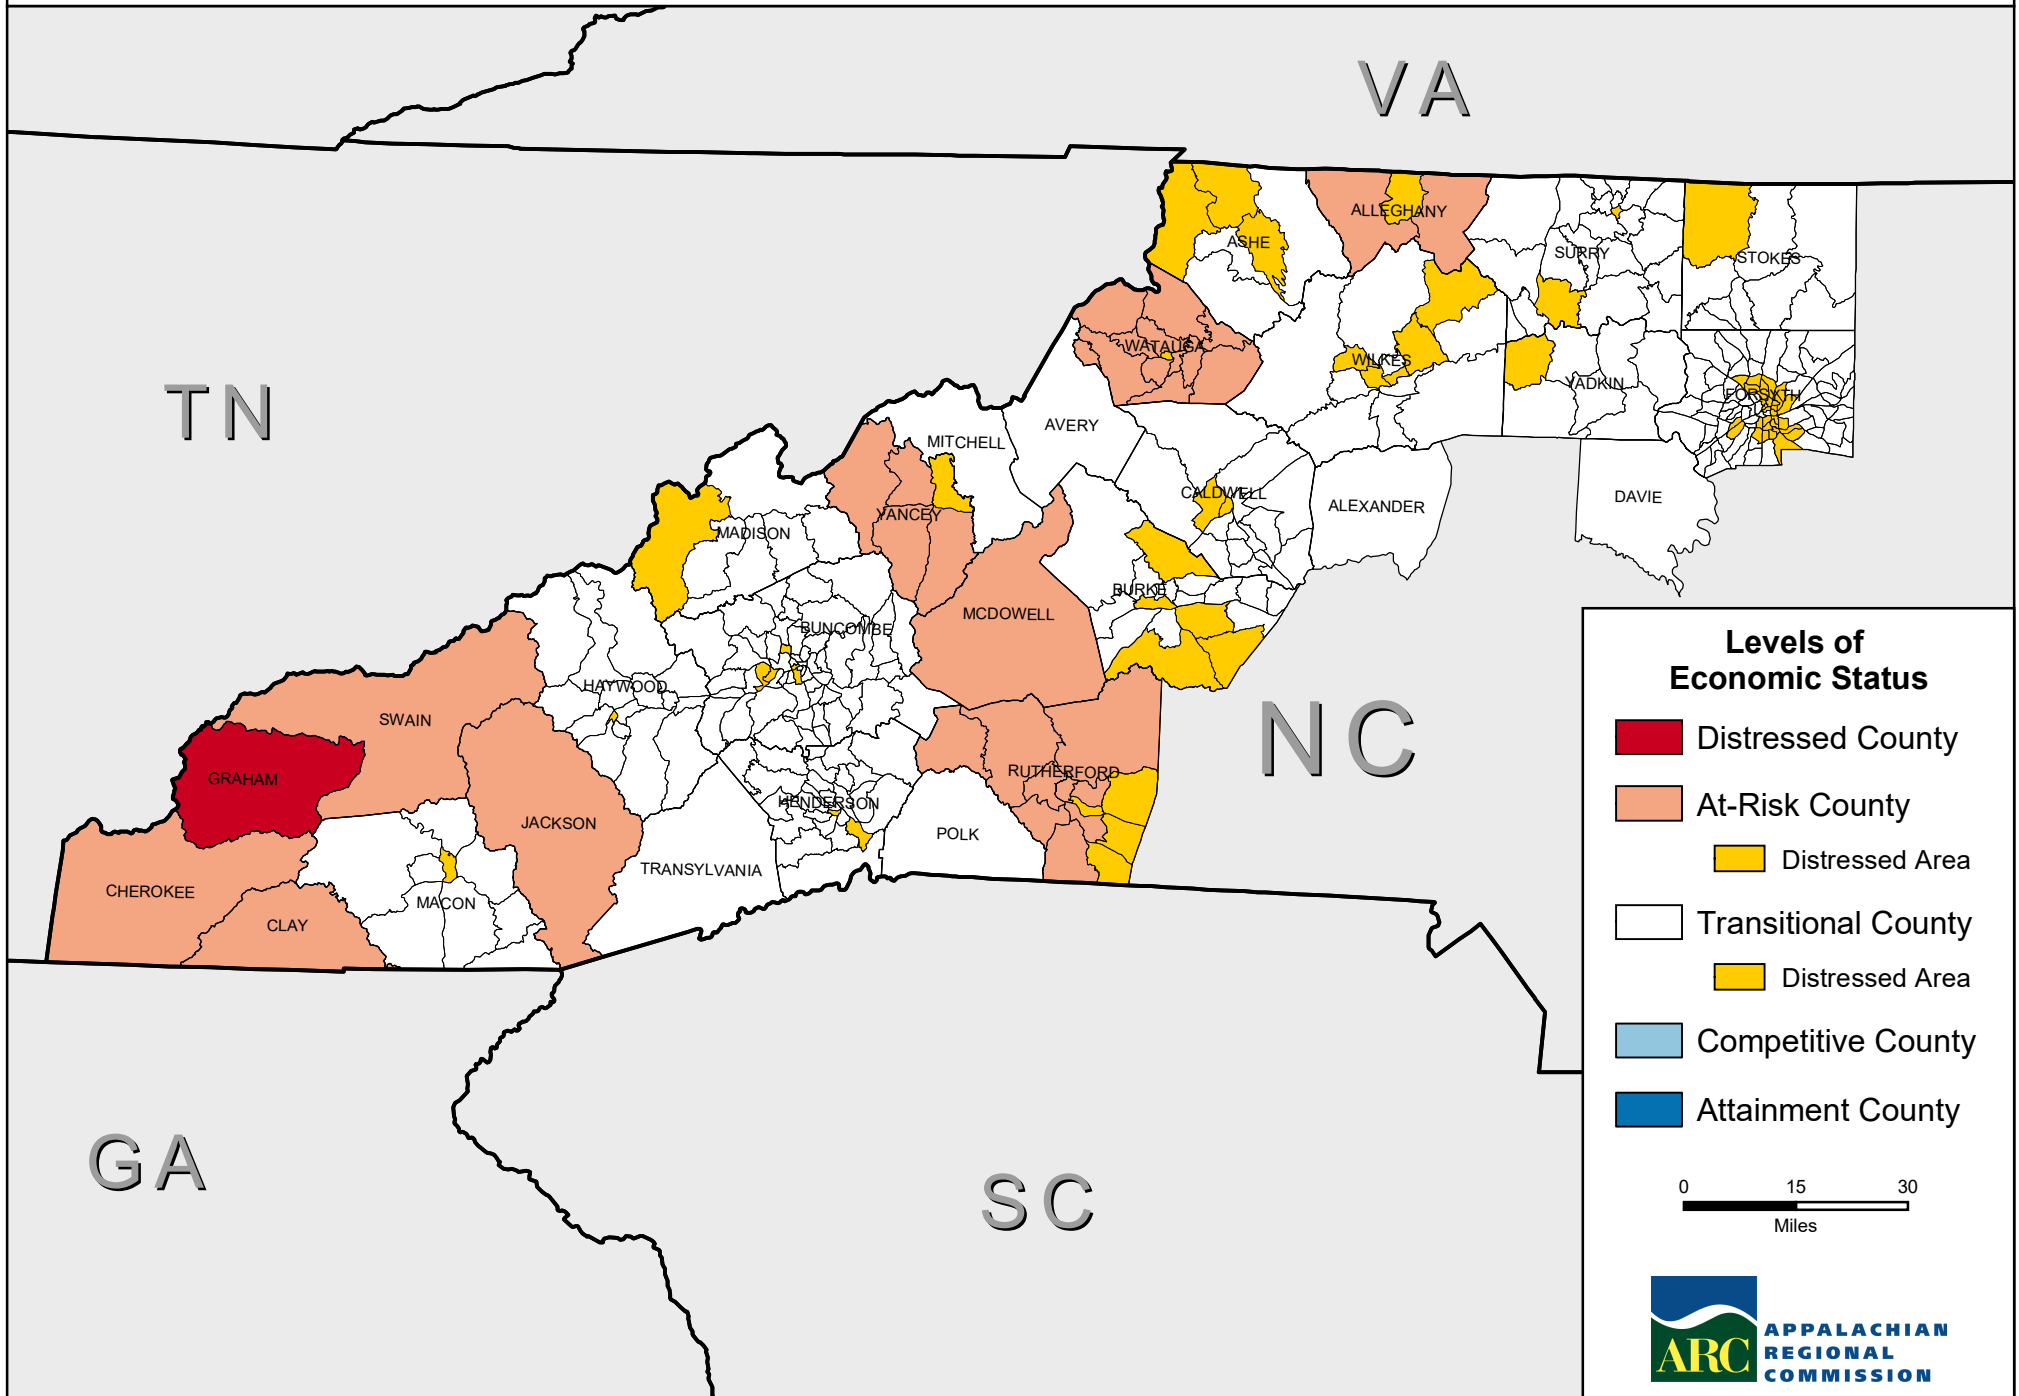 VA
TN
ALLEGHANY
ASHE
SURRY
STOKES
WATAUGA
WILKES
YADKIN
FORSYTH
AVERY
MITCHELL
CALDWELL
ALEXANDER
DAVIE
YANCEY
MADISON
BURKE
MCDOWELL
BUNCOMBE
HAYWOOD
SWAIN
NC
GRAHAM
RUTHERFORD
HENDERSON
JACKSON
POLK
TRANSYLVANIA
CHEROKEE
MACON
CLAY
GA
SC
Levels of
Economic Status
Distressed County
At-Risk County
Distressed Area
Transitional County
Distressed Area
Competitive County
Attainment County
0 15 30
Miles
ARC
APPALACHIAN
REGIONAL
COMMISSION